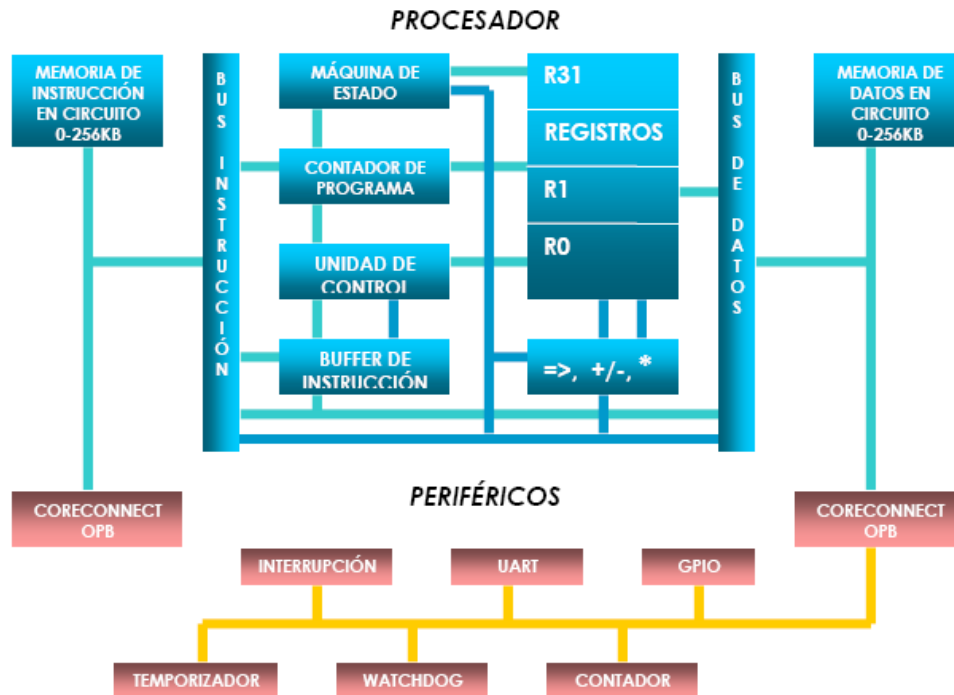 PROCESADOR
MEMORIA DE
INSTRUCCIÓN
EN CIRCUITO
0-256KB
BUS INSTRUCCIÓN
MÁQUINA DE
ESTADO
CONTADOR DE
PROGRAMA
UNIDAD DE
CONTROL
BUFFER DE
INSTRUCCIÓN
R31
REGISTROS
R1
R0
=>, +/-, *
BUS DE DATOS
MEMORIA DE
DATOS EN
CIRCUITO
0-256KB
PERIFÉRICOS
CORECONNECT
OPB
CORECONNECT
OPB
INTERRUPCIÓN
UART
GPIO
TEMPORIZADOR
WATCHDOG
CONTADOR